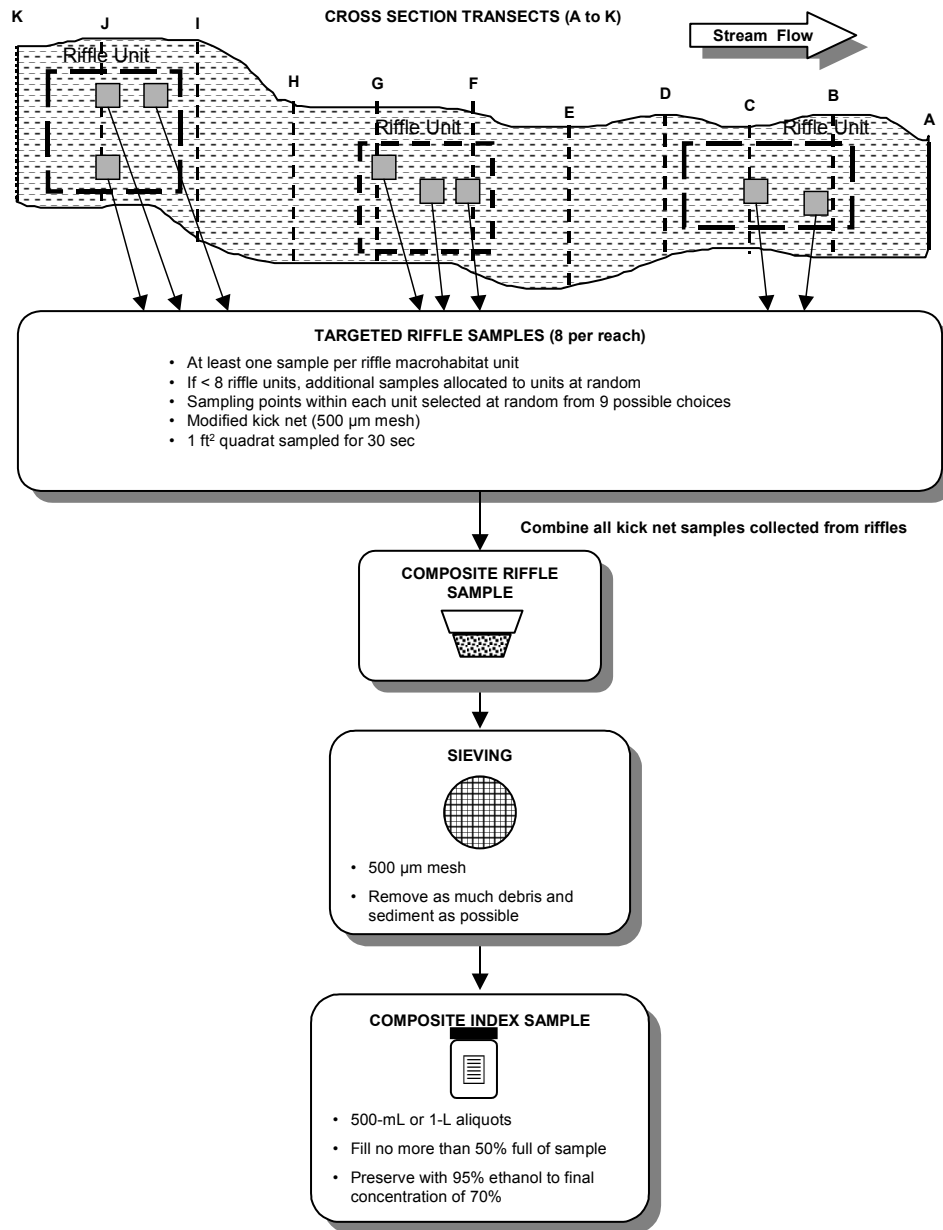 CROSS SECTION TRANSECTS (A to K)
Stream Flow
K
J
I
H
G
F
E
D
C
B
A
Riffle Unit
Riffle Unit
Riffle Unit
TARGETED RIFFLE SAMPLES (8 per reach)
• At least one sample per riffle macrohabitat unit
• If < 8 riffle units, additional samples allocated to units at random
• Sampling points within each unit selected at random from 9 possible choices
• Modified kick net (500 µm mesh)
• 1 ft² quadrat sampled for 30 sec
Combine all kick net samples collected from riffles
COMPOSITE RIFFLE
SAMPLE
SIEVING
• 500 µm mesh
• Remove as much debris and
sediment as possible
COMPOSITE INDEX SAMPLE
• 500-mL or 1-L aliquots
• Fill no more than 50% full of sample
• Preserve with 95% ethanol to final
concentration of 70%